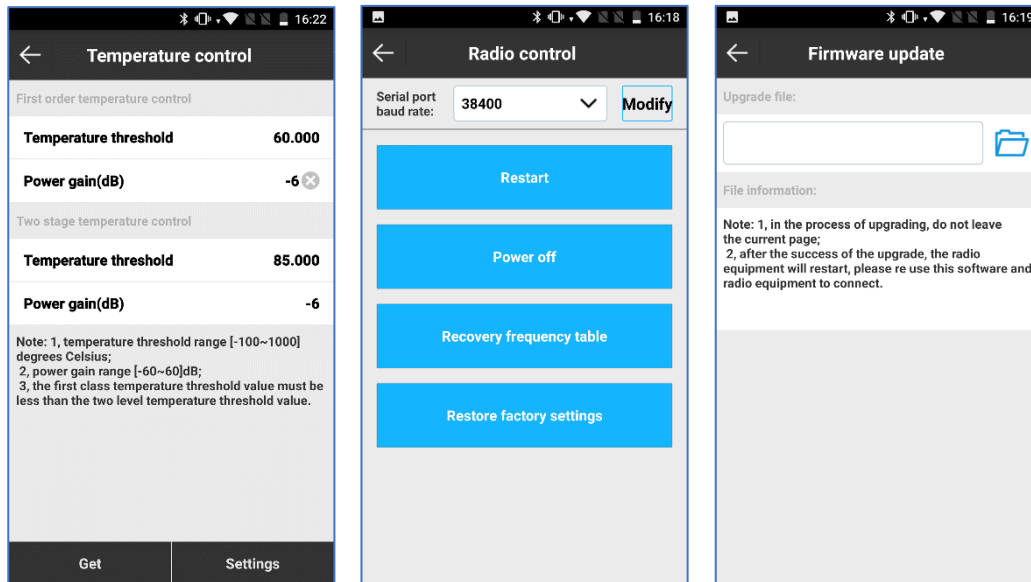 16:22
Temperature control
First order temperature control
Temperature threshold 60.000
Power gain(dB) -6
Two stage temperature control
Temperature threshold 85.000
Power gain(dB) -6
Note: 1, temperature threshold range [-100~1000]
degrees Celsius;
2, power gain range [-60~60]dB;
3, the first class temperature threshold value must be
less than the two level temperature threshold value.
Get Settings
16:18
Radio control
Serial port
baud rate: 38400 Modify
Restart
Power off
Recovery frequency table
Restore factory settings
16:19
Firmware update
Upgrade file:
File information:
Note: 1, in the process of upgrading, do not leave
the current page;
2, after the success of the upgrade, the radio
equipment will restart, please re use this software and
radio equipment to connect.